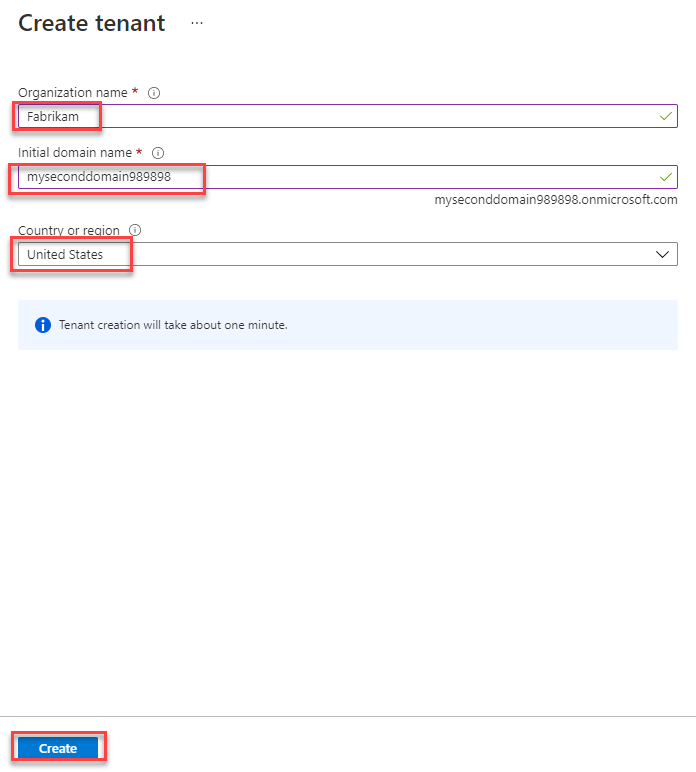 Create tenant ...
Organization name *
Fabrikam
Initial domain name *
myseconddomain989898
myseconddomain989898.onmicrosoft.com
Country or region
United States
Tenant creation will take about one minute.
Create